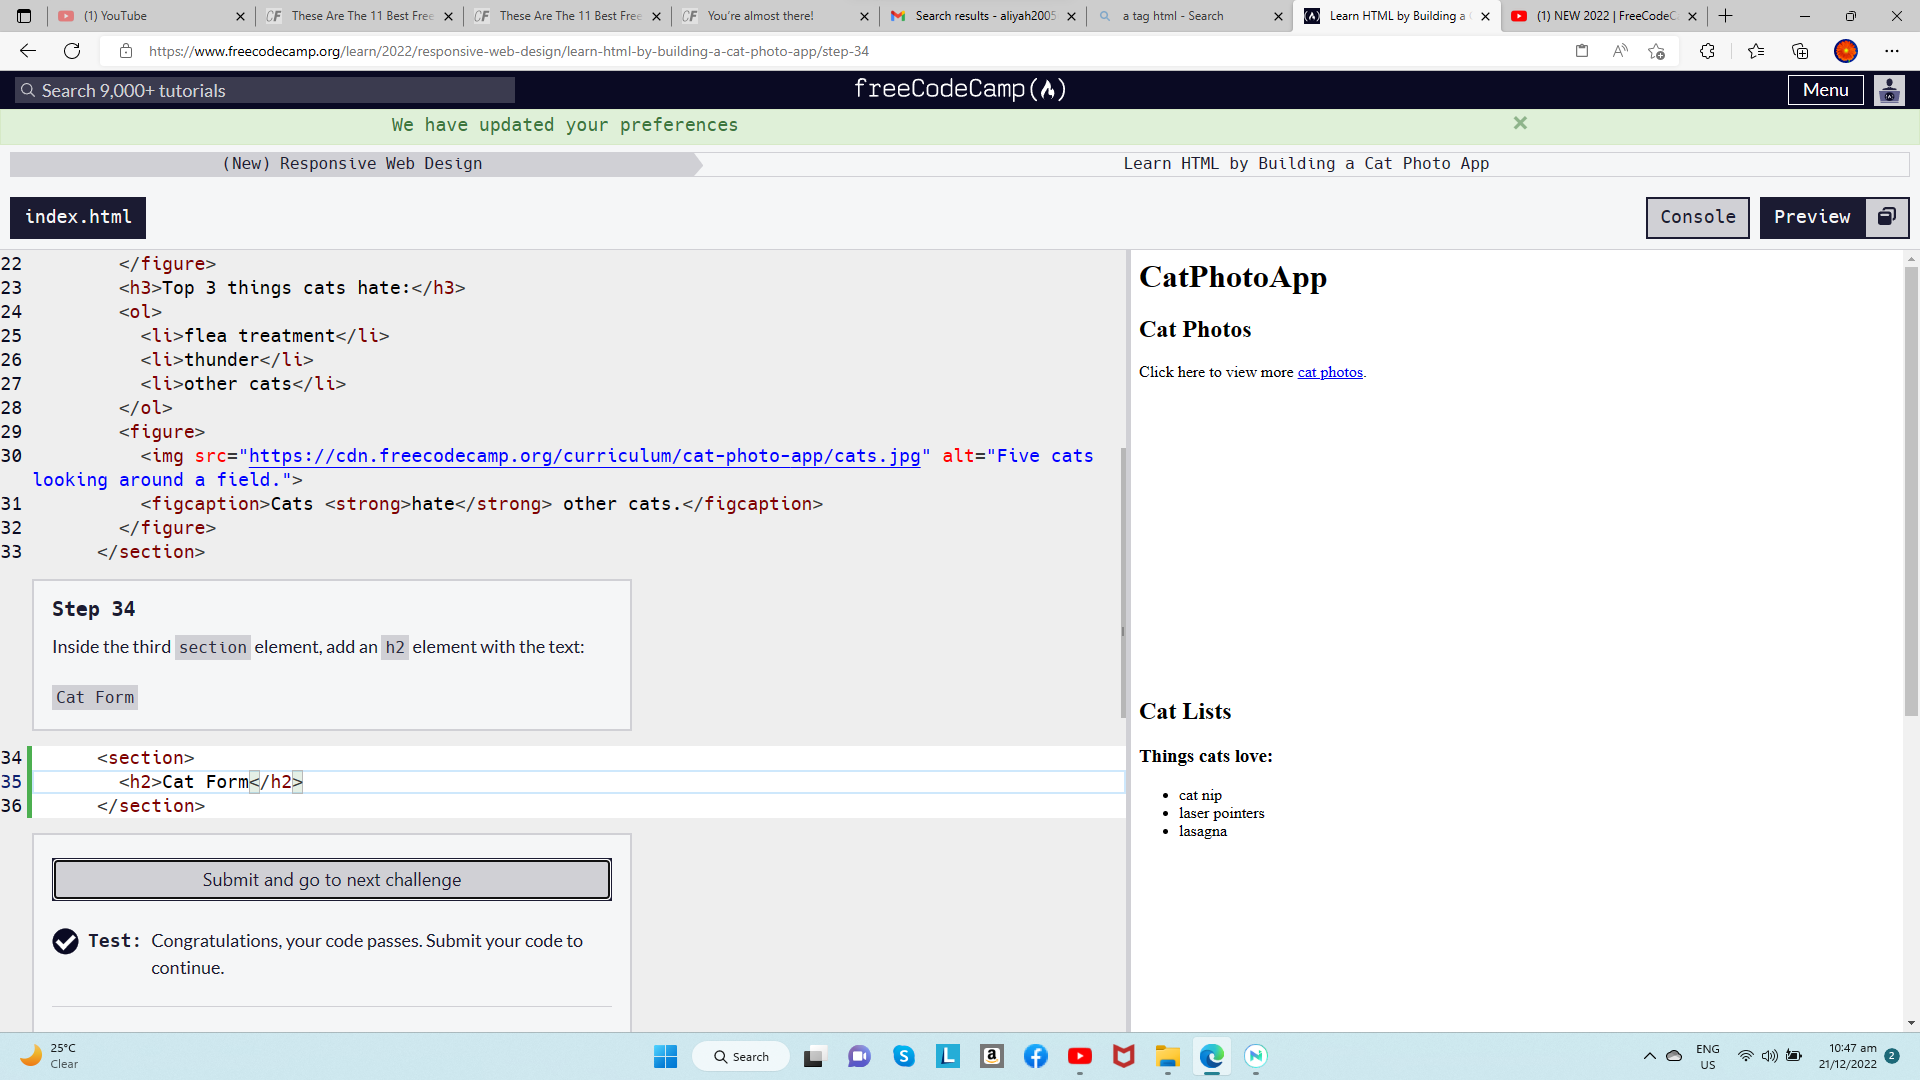 (1) YouTube
These Are The 11 Best Free
These Are The 11 Best Free
You're almost there!
Search results - aliyah2005
a tag html - Search
Learn HTML by Building a
(1) NEW 2022 | FreeCodeC
https://www.freecodecamp.org/learn/2022/responsive-web-design/learn-html-by-building-a-cat-photo-app/step-34
Search 9,000+ tutorials
freeCodeCamp
Menu
We have updated your preferences
(New) Responsive Web Design
Learn HTML by Building a Cat Photo App
index.html
Console
Preview
22 </figure>
23 <h3>Top 3 things cats hate:</h3>
24 <ol>
25 <li>flea treatment</li>
26 <li>thunder</li>
27 <li>other cats</li>
28 </ol>
29 <figure>
30 <img src="https://cdn.freecodecamp.org/curriculum/cat-photo-app/cats.jpg" alt="Five cats
looking around a field.">
31 <figcaption>Cats <strong>hate</strong> other cats.</figcaption>
32 </figure>
33 </section>
Step 34
Inside the third section element, add an h2 element with the text:
Cat Form
34 <section>
35 <h2>Cat Form</h2>
36 </section>
Submit and go to next challenge
Test: Congratulations, your code passes. Submit your code to
continue.
CatPhotoApp
Cat Photos
Click here to view more cat photos.
Cat Lists
Things cats love:
• cat nip
• laser pointers
• lasagna
25°C
Clear
Search
ENG
US
10:47 am
21/12/2022
2